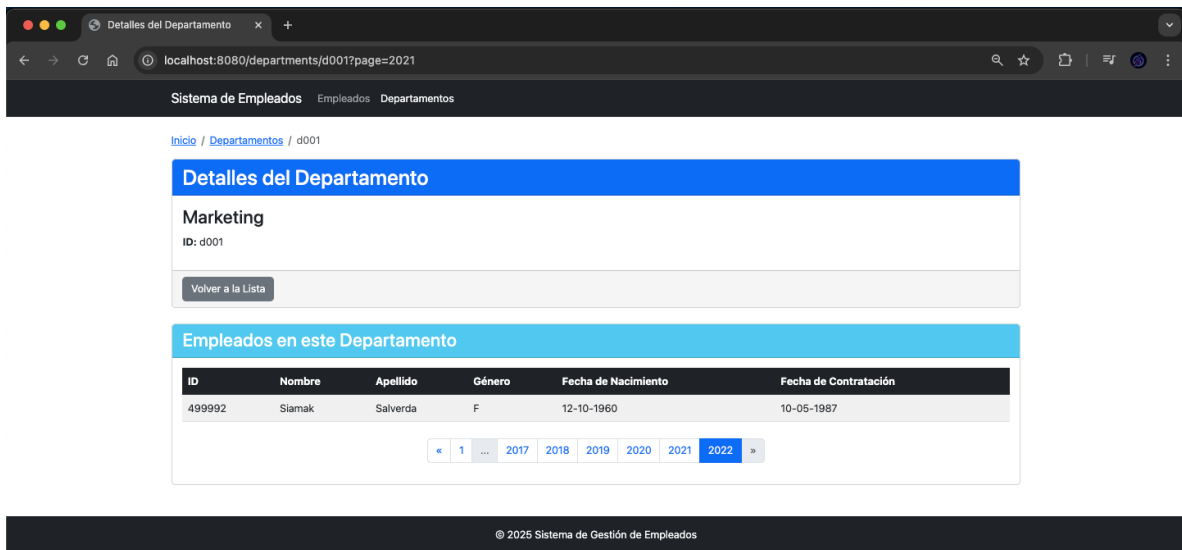 Detalles del Departamento
localhost:8080/departments/d001?page=2021
Sistema de Empleados Empleados Departamentos
Inicio / Departamentos / d001
Detalles del Departamento
Marketing
ID: d001
Volver a la Lista
Empleados en este Departamento
ID Nombre Apellido Género Fecha de Nacimiento Fecha de Contratación
499992 Siamak Salverda F 12-10-1960 10-05-1987
« 1 ... 2017 2018 2019 2020 2021 2022 »
© 2025 Sistema de Gestión de Empleados